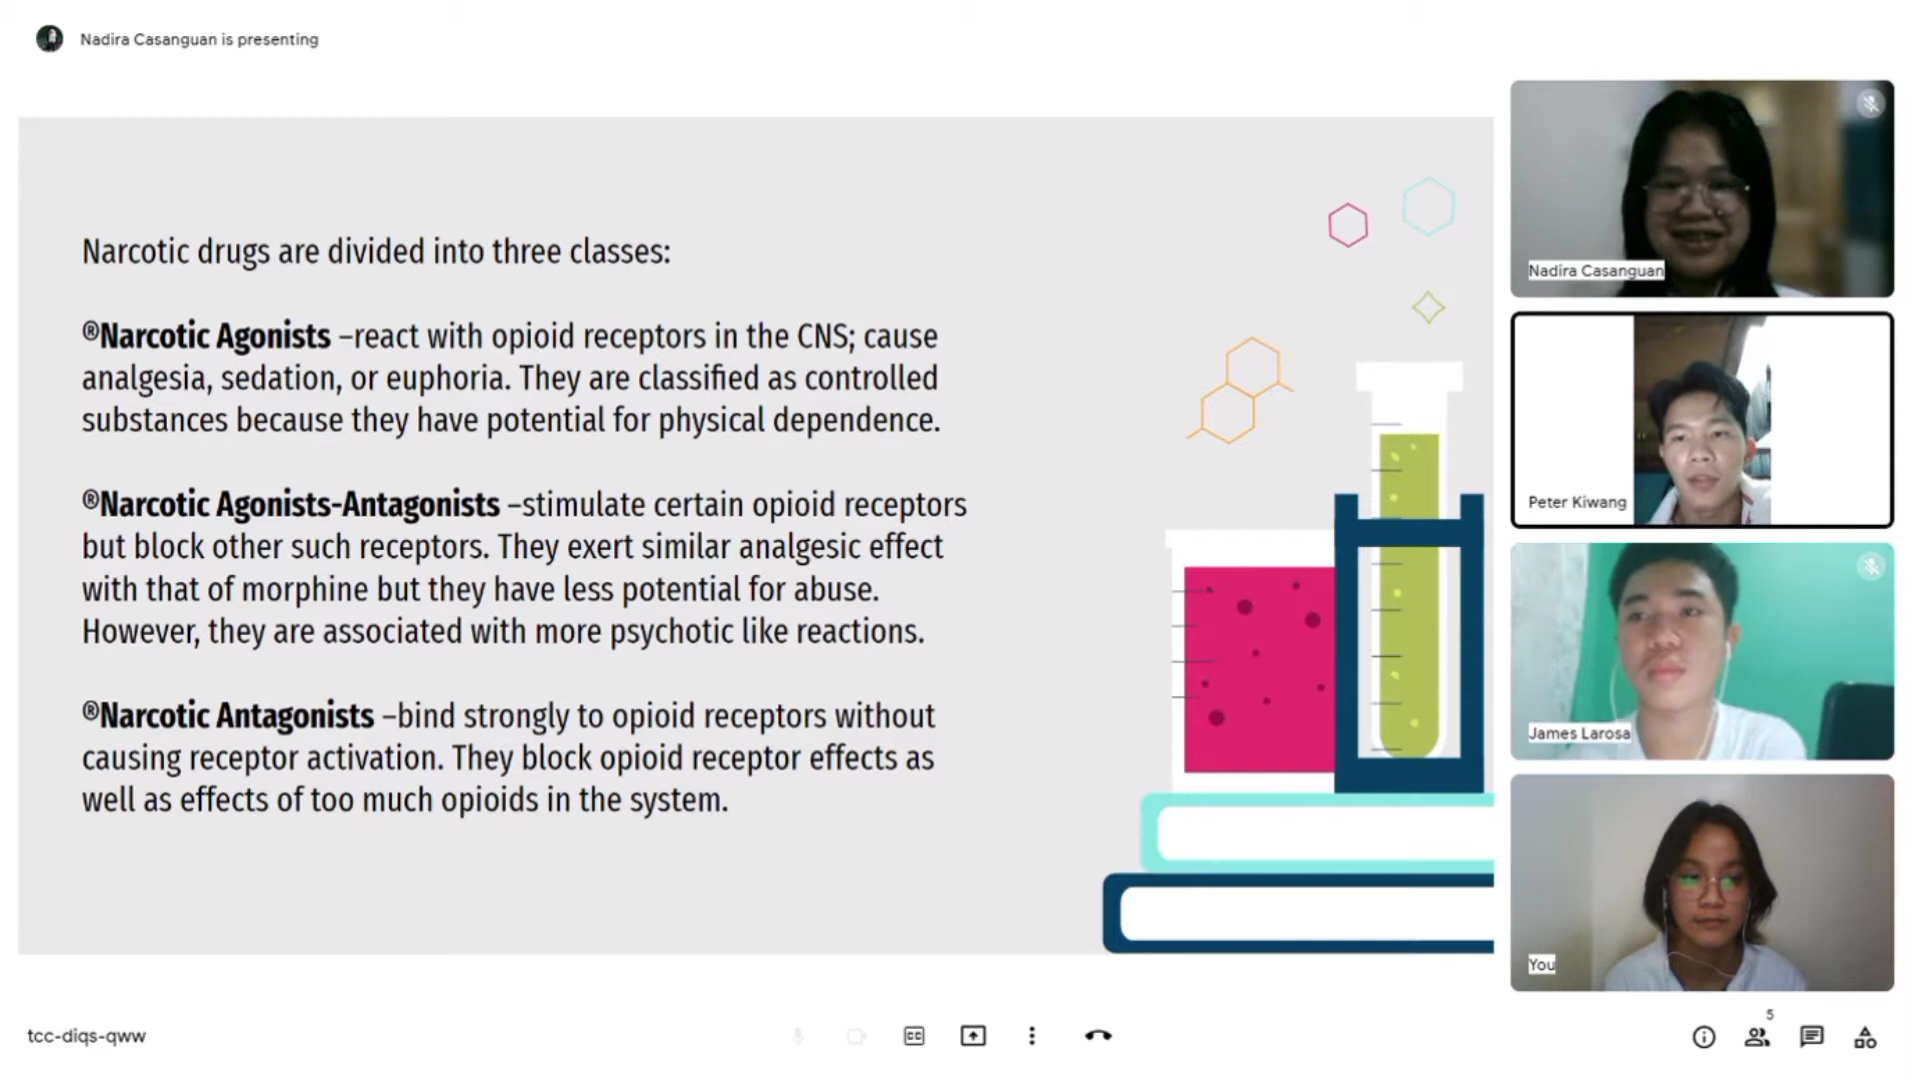 Nadira Casanguan is presenting
Narcotic drugs are divided into three classes:
®Narcotic Agonists –react with opioid receptors in the CNS; cause
analgesia, sedation, or euphoria. They are classified as controlled
substances because they have potential for physical dependence.
®Narcotic Agonists-Antagonists –stimulate certain opioid receptors
but block other such receptors. They exert similar analgesic effect
with that of morphine but they have less potential for abuse.
However, they are associated with more psychotic like reactions.
®Narcotic Antagonists –bind strongly to opioid receptors without
causing receptor activation. They block opioid receptor effects as
well as effects of too much opioids in the system.
Nadira Casanguan
Peter Kiwang
James Larosa
You
tcc-diqs-qww
CC
5